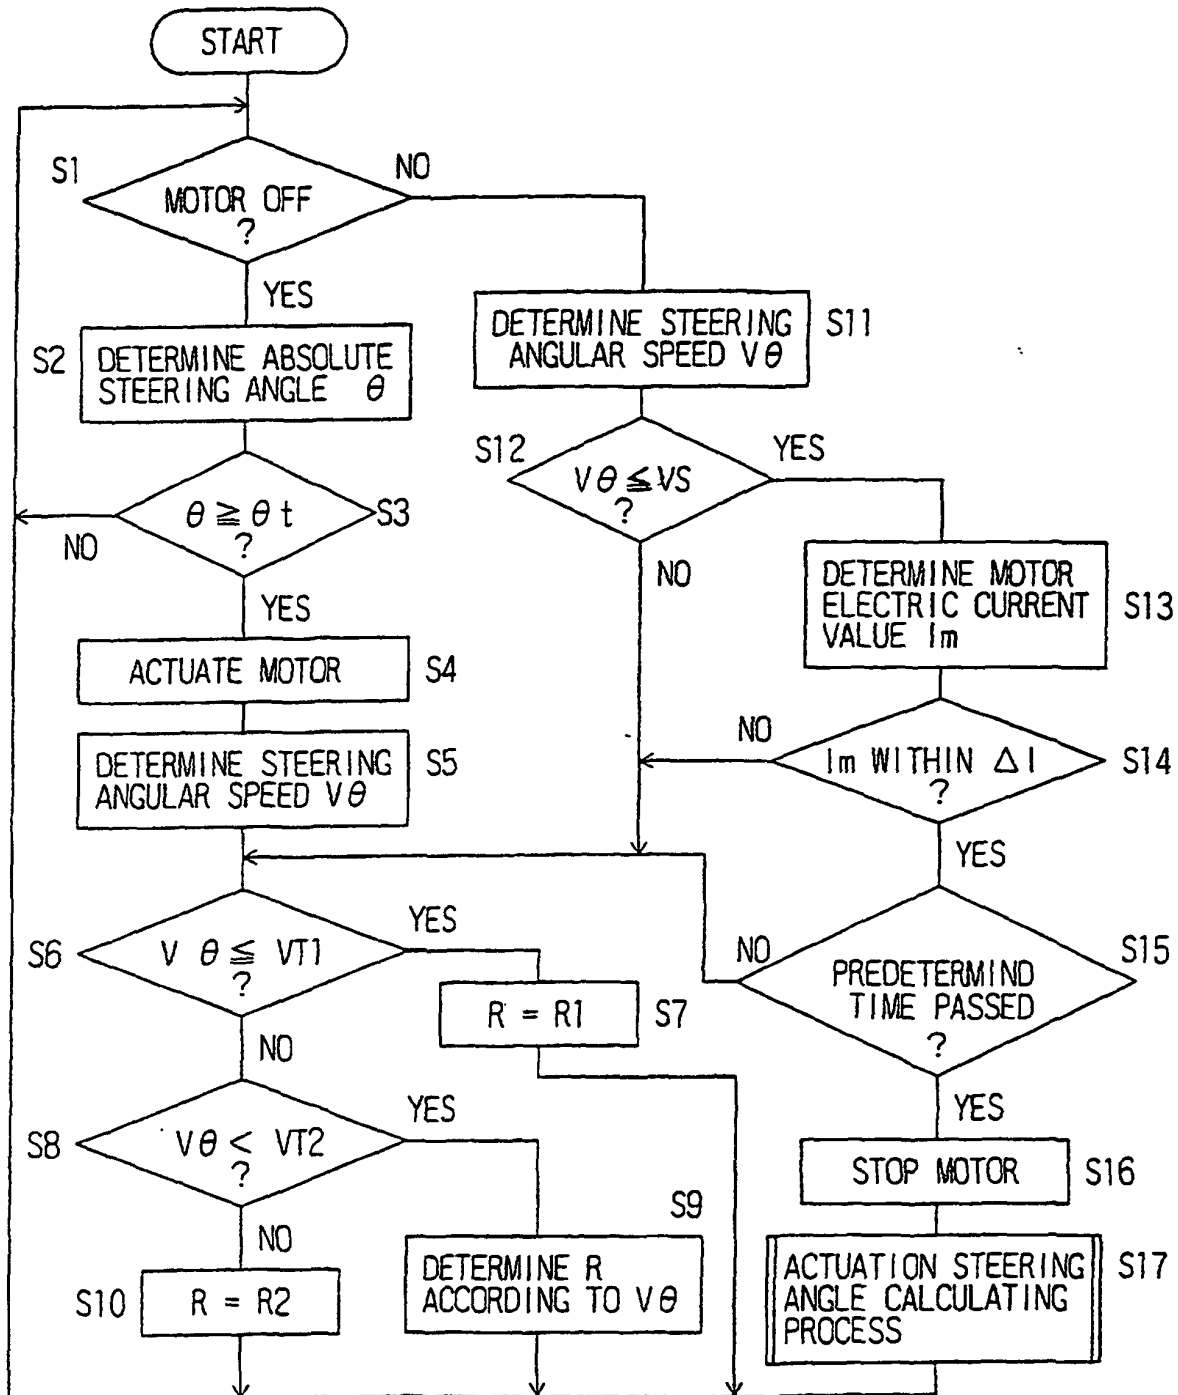 START
S1
MOTOR OFF
?
NO
YES
S2
DETERMINE ABSOLUTE
STEERING ANGLE θ
S3
θ ≧ θ t
?
NO
YES
ACTUATE MOTOR
S4
DETERMINE STEERING
ANGULAR SPEED Vθ
S5
S6
V θ ≦ VT1
?
YES
NO
R = R1
S7
S8
Vθ < VT2
?
YES
NO
S9
DETERMINE R
ACCORDING TO Vθ
S10
R = R2
DETERMINE STEERING
ANGULAR SPEED Vθ
S11
S12
Vθ ≦ VS
?
YES
NO
DETERMINE MOTOR
ELECTRIC CURRENT
VALUE Im
S13
NO
Im WITHIN ΔI
?
S14
YES
NO
PREDETERMIND
TIME PASSED
?
S15
YES
STOP MOTOR
S16
ACTUATION STEERING
ANGLE CALCULATING
PROCESS
S17